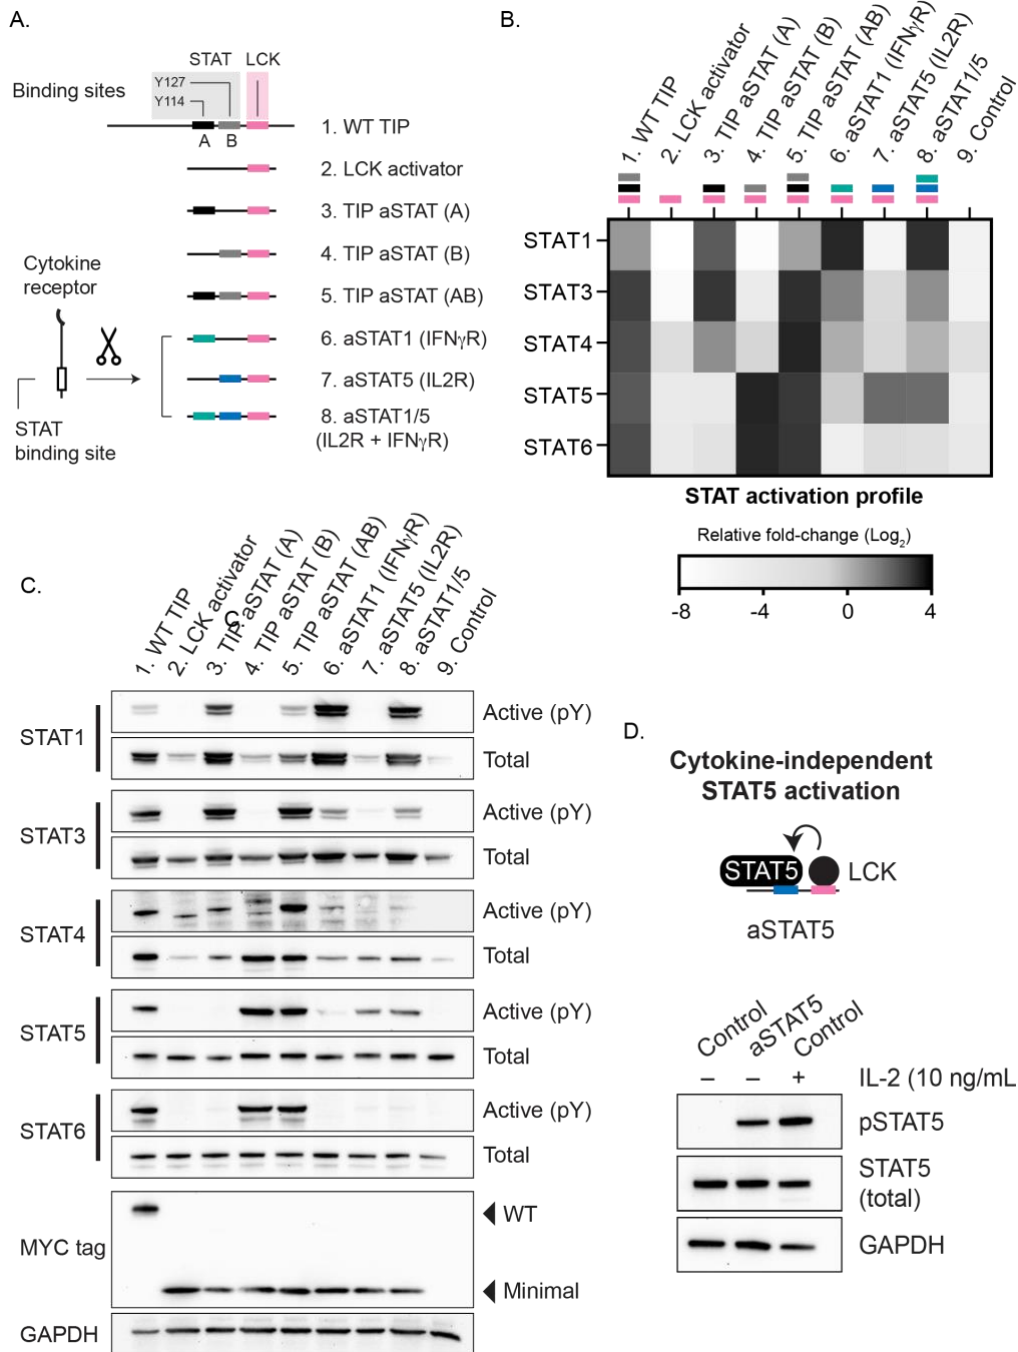 A.
STAT LCK
Binding sites
Y127
Y114
A B
1. WT TIP
2. LCK activator
3. TIP aSTAT (A)
4. TIP aSTAT (B)
5. TIP aSTAT (AB)
Cytokine
receptor
STAT
binding site
6. aSTAT1 (IFNγR)
7. aSTAT5 (IL2R)
8. aSTAT1/5
(IL2R + IFNγR)
B.
1. WT TIP
2. LCK activator
3. TIP aSTAT (A)
4. TIP aSTAT (B)
5. TIP aSTAT (AB)
6. aSTAT1 (IFNγR)
7. aSTAT5 (IL2R)
8. aSTAT1/5
9. Control
STAT1
STAT3
STAT4
STAT5
STAT6
STAT activation profile
Relative fold-change (Log2)
-8 -4 0 4
C.
C.
1. WT TIP
2. LCK activator
3. TIP aSTAT (A)
4. TIP aSTAT (B)
5. TIP aSTAT (AB)
6. aSTAT1 (IFNγR)
7. aSTAT5 (IL2R)
8. aSTAT1/5
9. Control
STAT1
Active (pY)
Total
STAT3
Active (pY)
Total
STAT4
Active (pY)
Total
STAT5
Active (pY)
Total
STAT6
Active (pY)
Total
MYC tag
WT
Minimal
GAPDH
D.
Cytokine-independent
STAT5 activation
STAT5 LCK
aSTAT5
Control aSTAT5 Control
– – + IL-2 (10 ng/mL
pSTAT5
STAT5
(total)
GAPDH